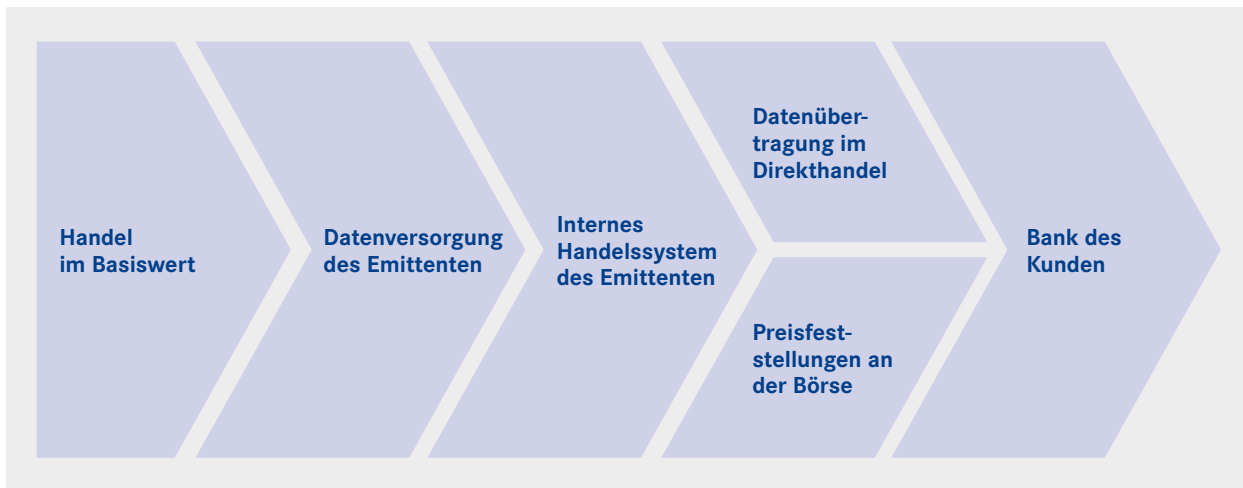 Handel
im Basiswert
Datenversorgung
des Emittenten
Internes
Handelssystem
des Emittenten
Datenüber-
tragung im
Direkthandel
Preisfest-
stellungen an
der Börse
Bank des
Kunden